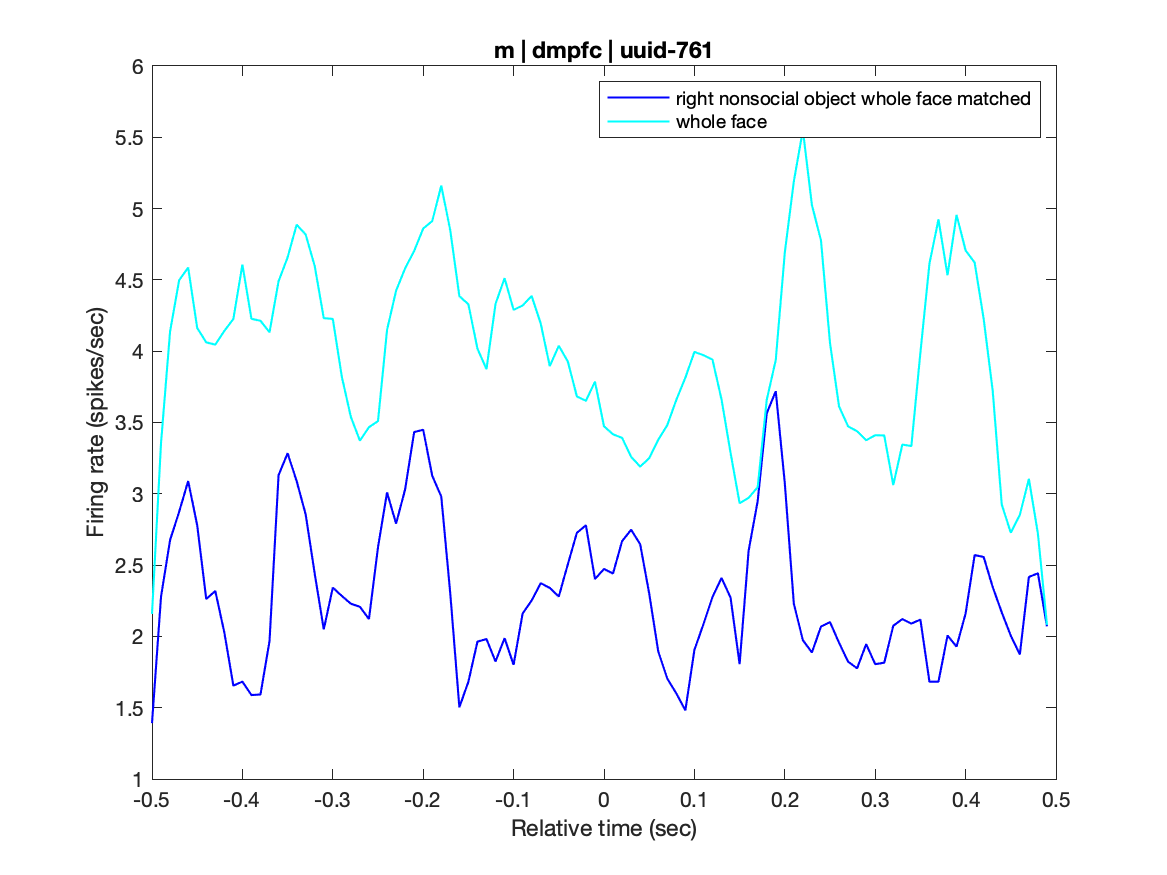 m | dmpfc | uuid-761
right nonsocial object whole face matched
whole face
6
5.5
5
4.5
4
3.5
3
2.5
2
1.5
1
Firing rate (spikes/sec)
-0.5 -0.4 -0.3 -0.2 -0.1 0 0.1 0.2 0.3 0.4 0.5
Relative time (sec)